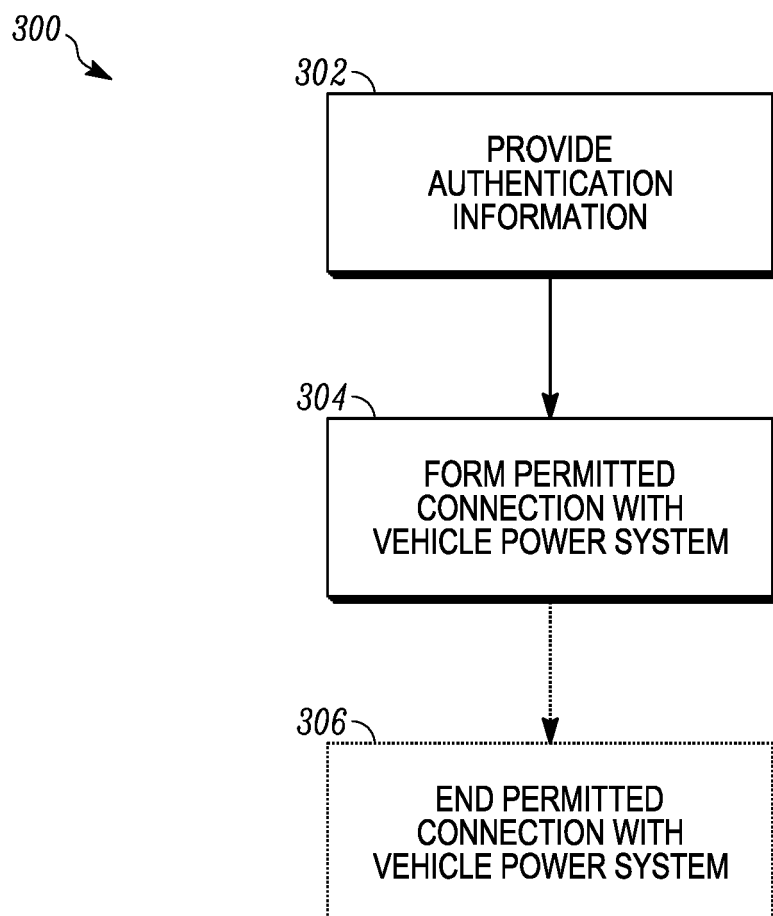 300
302
PROVIDE
AUTHENTICATION
INFORMATION
304
FORM PERMITTED
CONNECTION WITH
VEHICLE POWER SYSTEM
306
END PERMITTED
CONNECTION WITH
VEHICLE POWER SYSTEM